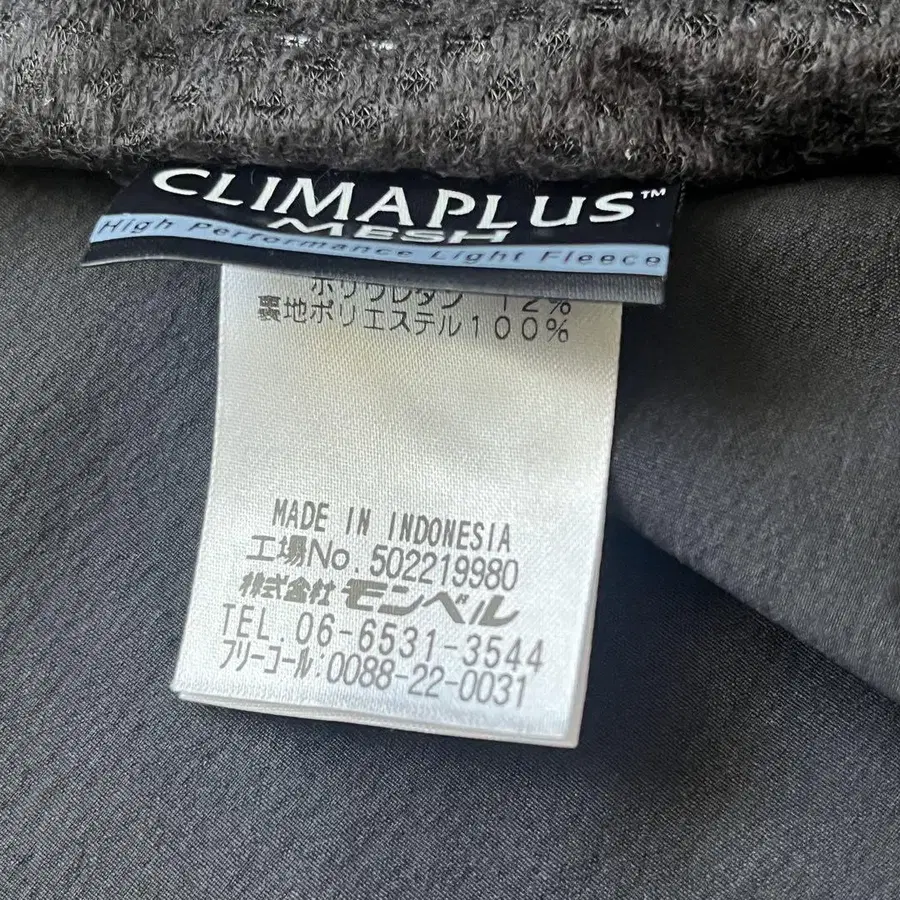 CLIMAPLUS™
MESH
High Performance Light Fleece
ポリウレタン 12%
裏地ポリエステル100%
MADE IN INDONESIA
工場No.502219980
株式会社モンベル
TEL.06-6531-3544
フリーコール:0088-22-0031